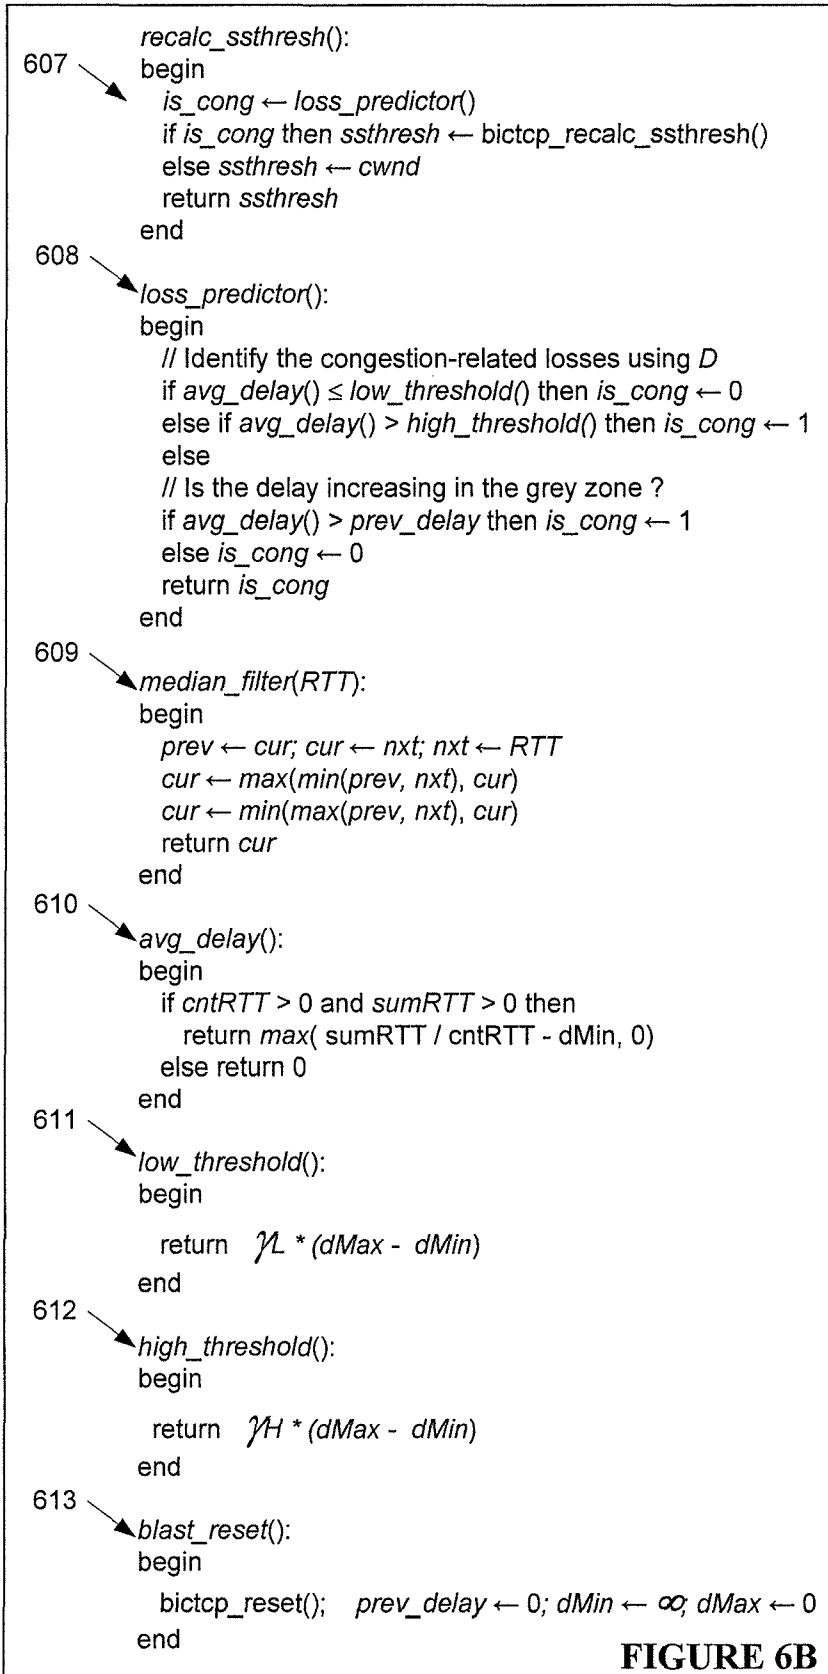 recalc_ssthresh():
607
begin
is_cong ← loss_predictor()
if is_cong then ssthresh ← bictcp_recalc_ssthresh()
else ssthresh ← cwnd
return ssthresh
end
608
loss_predictor():
begin
// Identify the congestion-related losses using D
if avg_delay() ≤ low_threshold() then is_cong ← 0
else if avg_delay() > high_threshold() then is_cong ← 1
else
// Is the delay increasing in the grey zone ?
if avg_delay() > prev_delay then is_cong ← 1
else is_cong ← 0
return is_cong
end
609
median_filter(RTT):
begin
prev ← cur; cur ← nxt; nxt ← RTT
cur ← max(min(prev, nxt), cur)
cur ← min(max(prev, nxt), cur)
return cur
end
610
avg_delay():
begin
if cntRTT > 0 and sumRTT > 0 then
return max( sumRTT / cntRTT - dMin, 0)
else return 0
end
611
low_threshold():
begin
return γL * (dMax - dMin)
end
612
high_threshold():
begin
return γH * (dMax - dMin)
end
613
blast_reset():
begin
bictcp_reset(); prev_delay ← 0; dMin ← ∞; dMax ← 0
end
FIGURE 6B